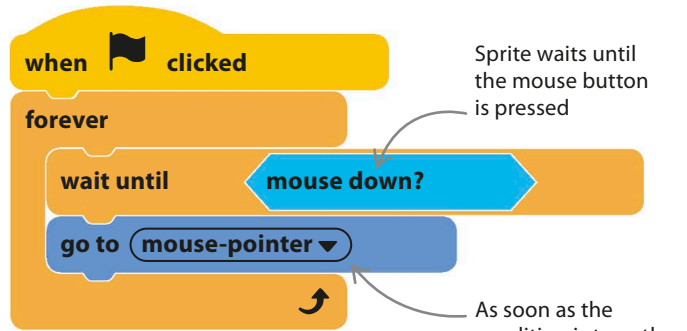 when clicked
Sprite waits until
the mouse button
is pressed
forever
wait until mouse down?
go to mouse-pointer
As soon as the